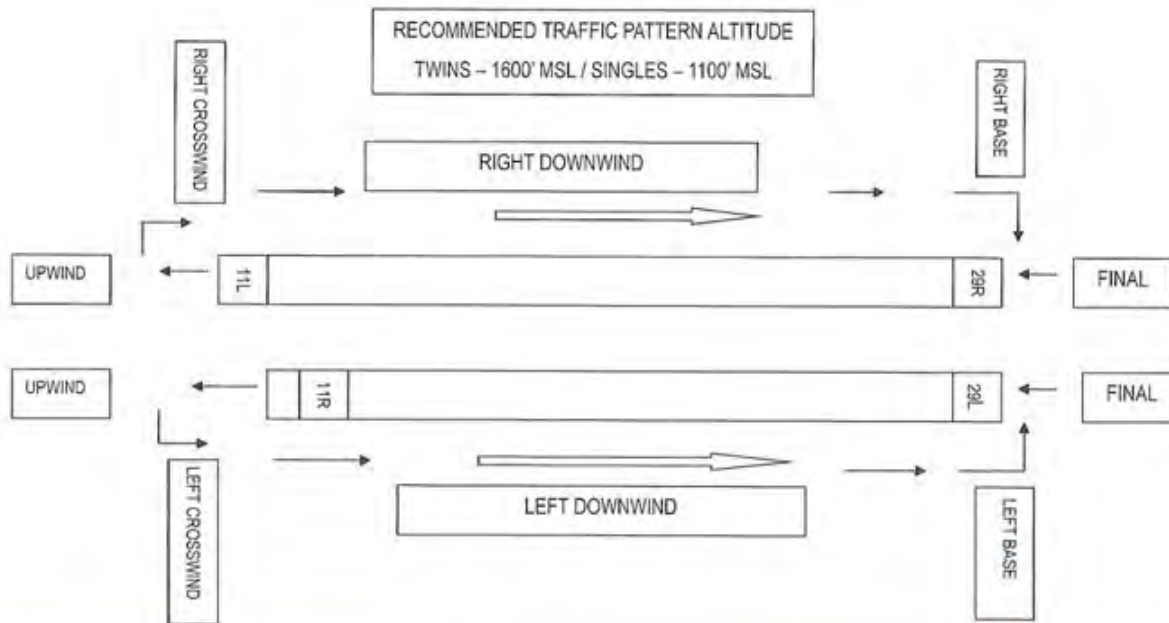 RECOMMENDED TRAFFIC PATTERN ALTITUDE
TWINS – 1600' MSL / SINGLES – 1100' MSL
RIGHT CROSSWIND
RIGHT DOWNWIND
RIGHT BASE
UPWIND
11L
29R
FINAL
UPWIND
11R
29L
FINAL
LEFT CROSSWIND
LEFT DOWNWIND
LEFT BASE